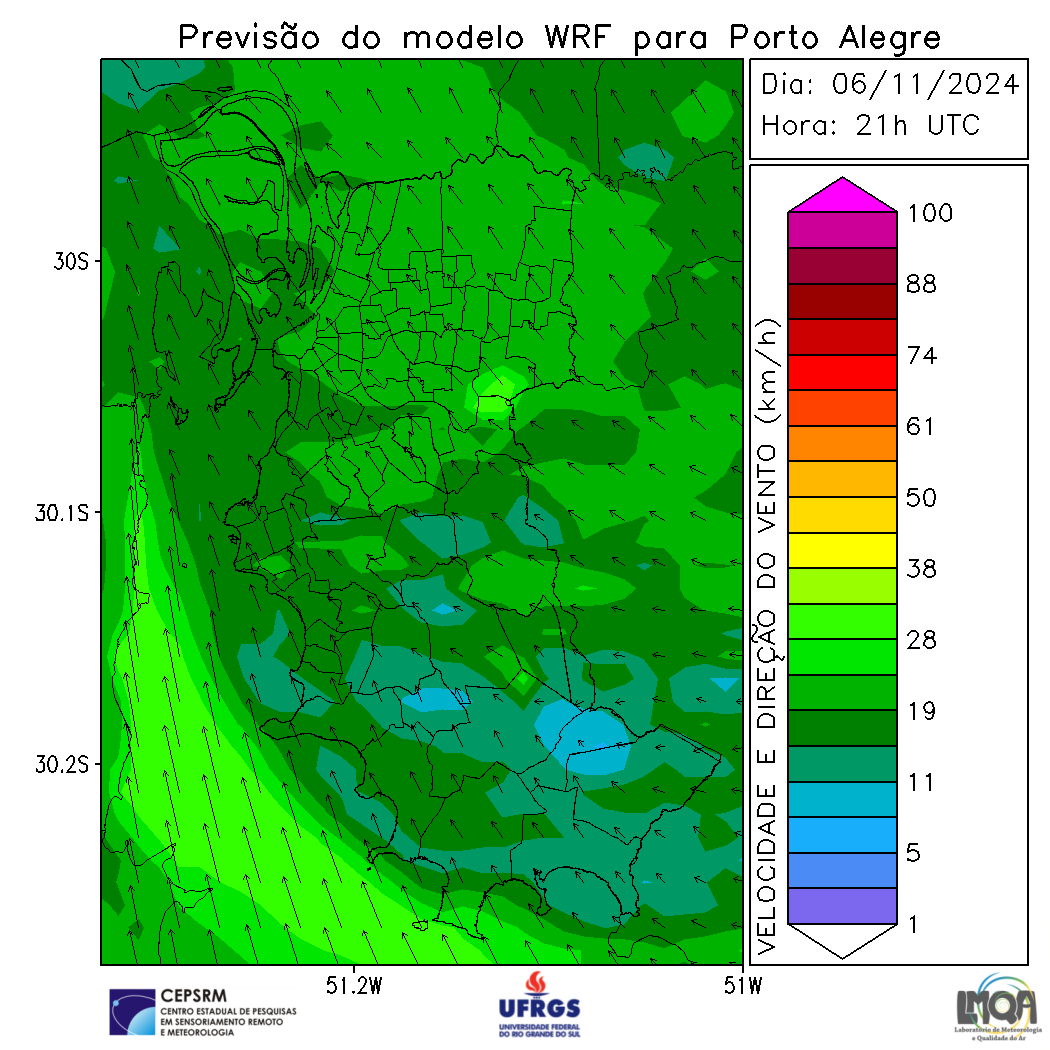 Previsão do modelo WRF para Porto Alegre
Dia: 06/11/2024
Hora: 21h UTC
30S
30.1S
30.2S
51.2W
51W
VELOCIDADE E DIREÇÃO DO VENTO (km/h)
100
88
74
61
50
38
28
19
11
5
1
CEPSRM
CENTRO ESTADUAL DE PESQUISAS
EM SENSORIAMENTO REMOTO
E METEOROLOGIA
UFRGS
UNIVERSIDADE FEDERAL
DO RIO GRANDE DO SUL
LMQA
Laboratório de Meteorologia
e Qualidade do Ar